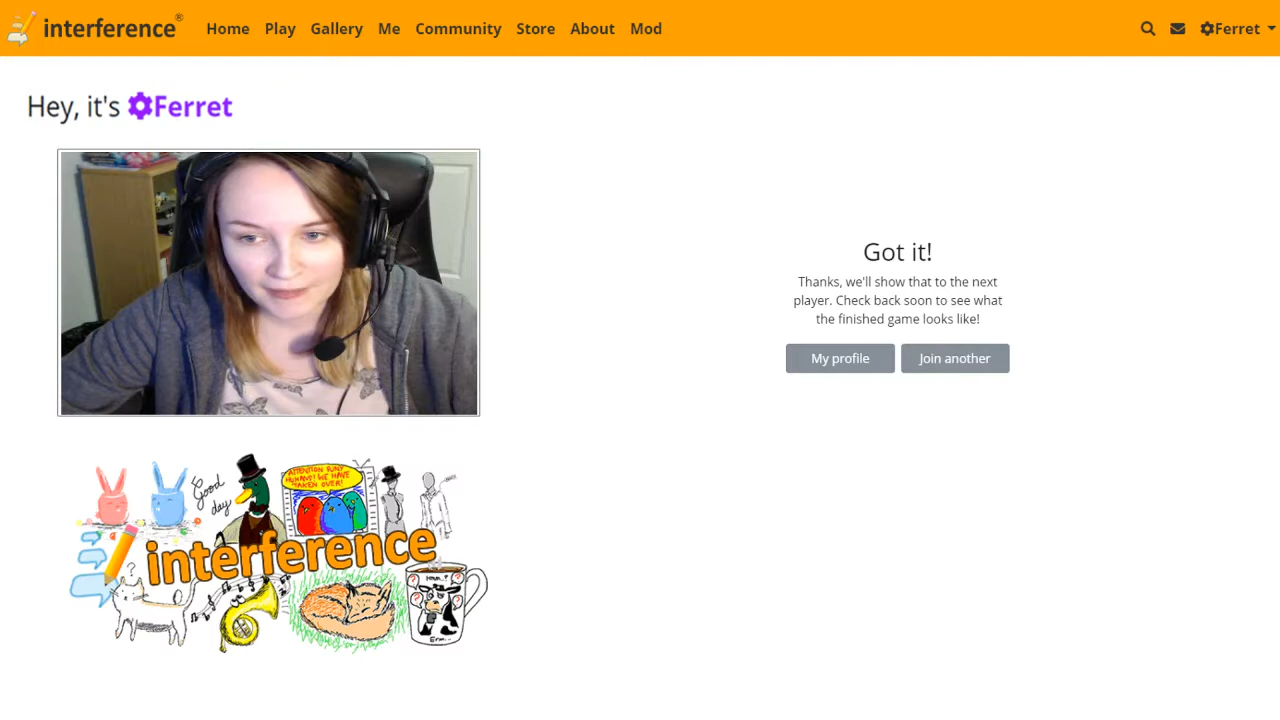 interference®
Home Play Gallery Me Community Store About Mod
Ferret
Hey, it's Ferret
Got it!
Thanks, we'll show that to the next
player. Check back soon to see what
the finished game looks like!
My profile
Join another
Good
day
ATTENTION PUNY
HUMANS! WE HAVE
TAKEN OVER!
interference
?
Hmm..?
? ?
? ?
Erm...